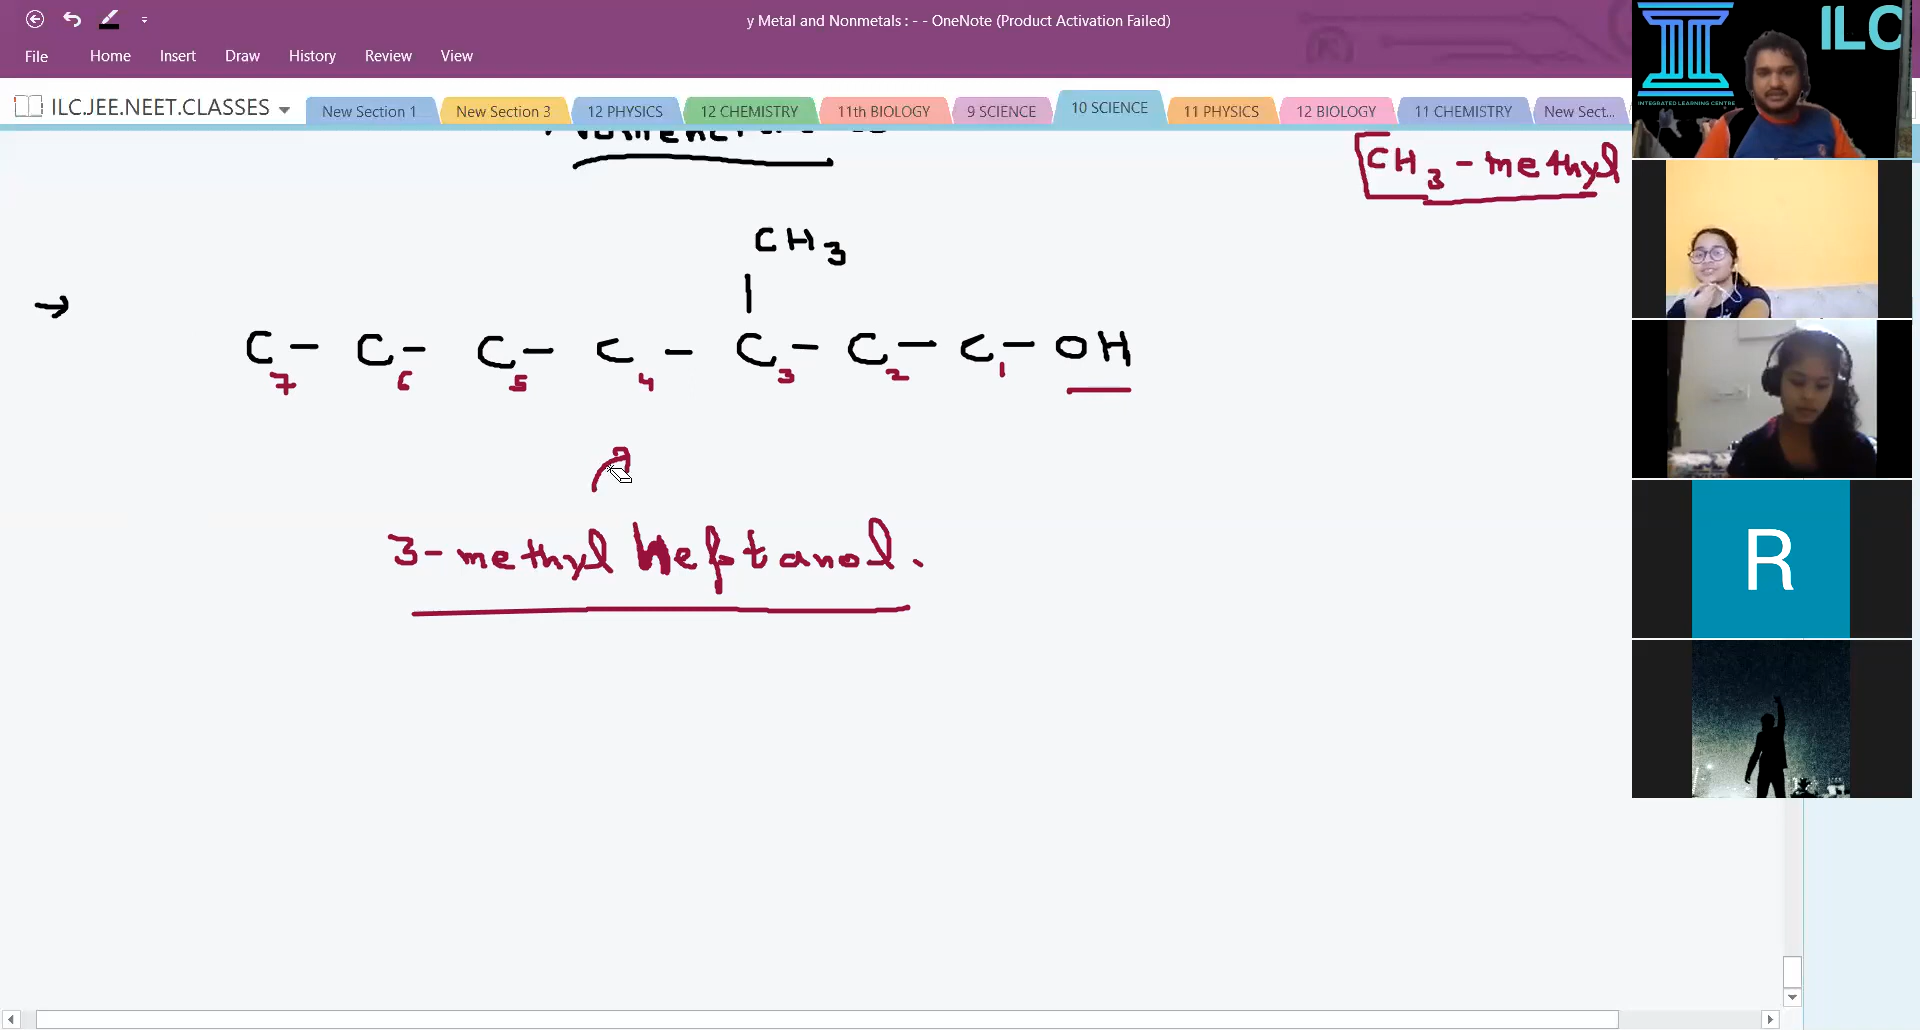 y Metal and Nonmetals : - - OneNote (Product Activation Failed)
File Home Insert Draw History Review View
ILC.JEE.NEET.CLASSES
New Section 1 New Section 3 12 PHYSICS 12 CHEMISTRY 11th BIOLOGY 9 SCIENCE 10 SCIENCE 11 PHYSICS 12 BIOLOGY 11 CHEMISTRY New Sect...
ILC
INTEGRATED LEARNING CENTRE
CH3 - methyl
CH3
|
C - C - C - C - C - C - C - OH
7 6 5 4 3 2 1
3-methyl heptanol.
R